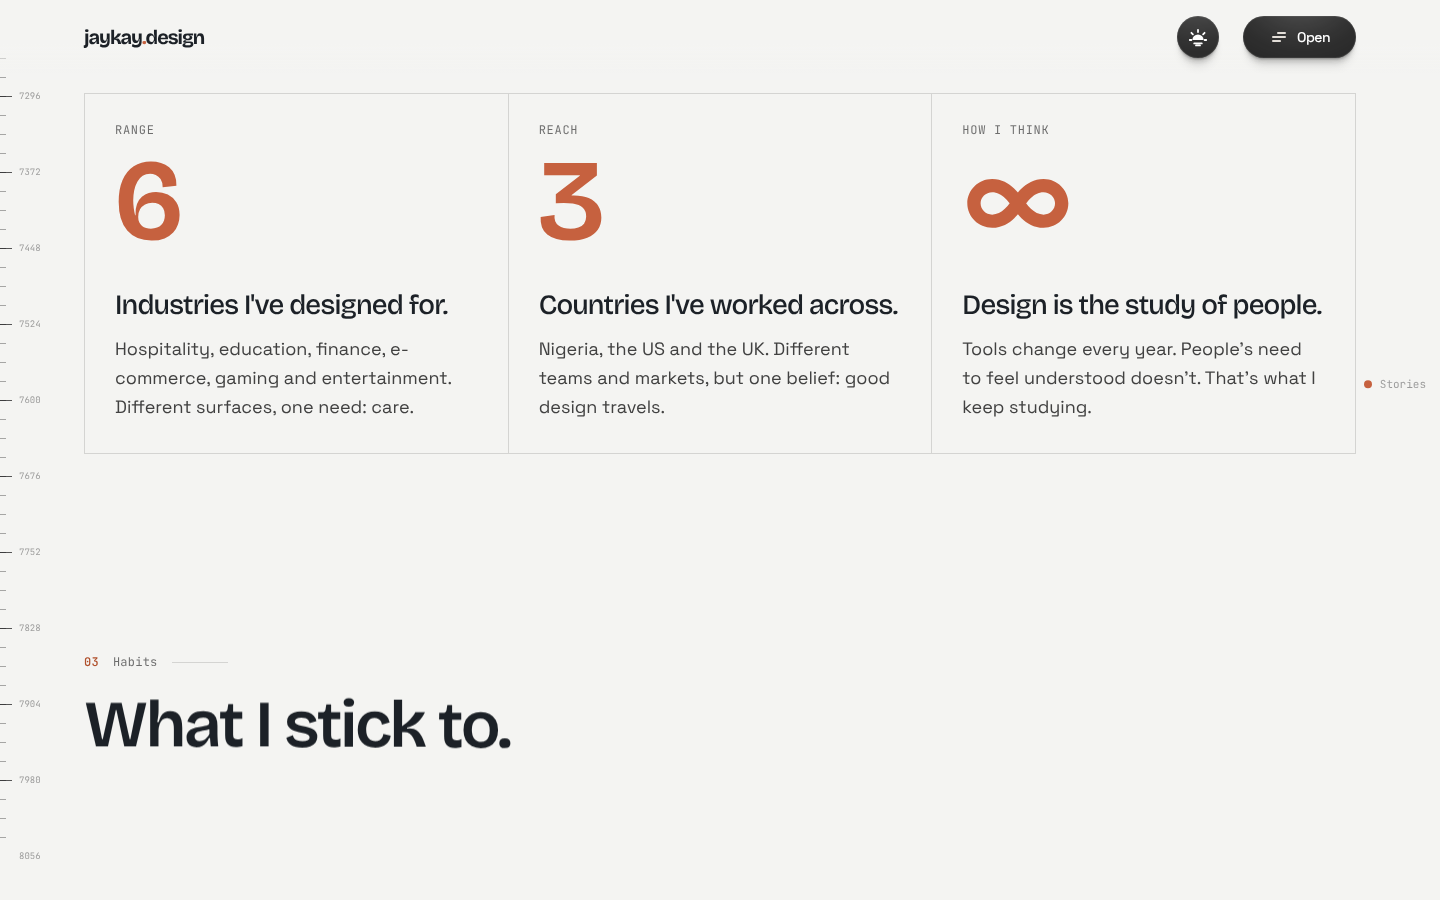 jaykay.design
Open
RANGE
6
Industries I've designed for.
Hospitality, education, finance, e-
commerce, gaming and entertainment.
Different surfaces, one need: care.
REACH
3
Countries I've worked across.
Nigeria, the US and the UK. Different
teams and markets, but one belief: good
design travels.
HOW I THINK
∞
Design is the study of people.
Tools change every year. People’s need
to feel understood doesn’t. That’s what I
keep studying.
Stories
03 Habits
What I stick to.
7296
7372
7448
7524
7600
7676
7752
7828
7904
7980
8056